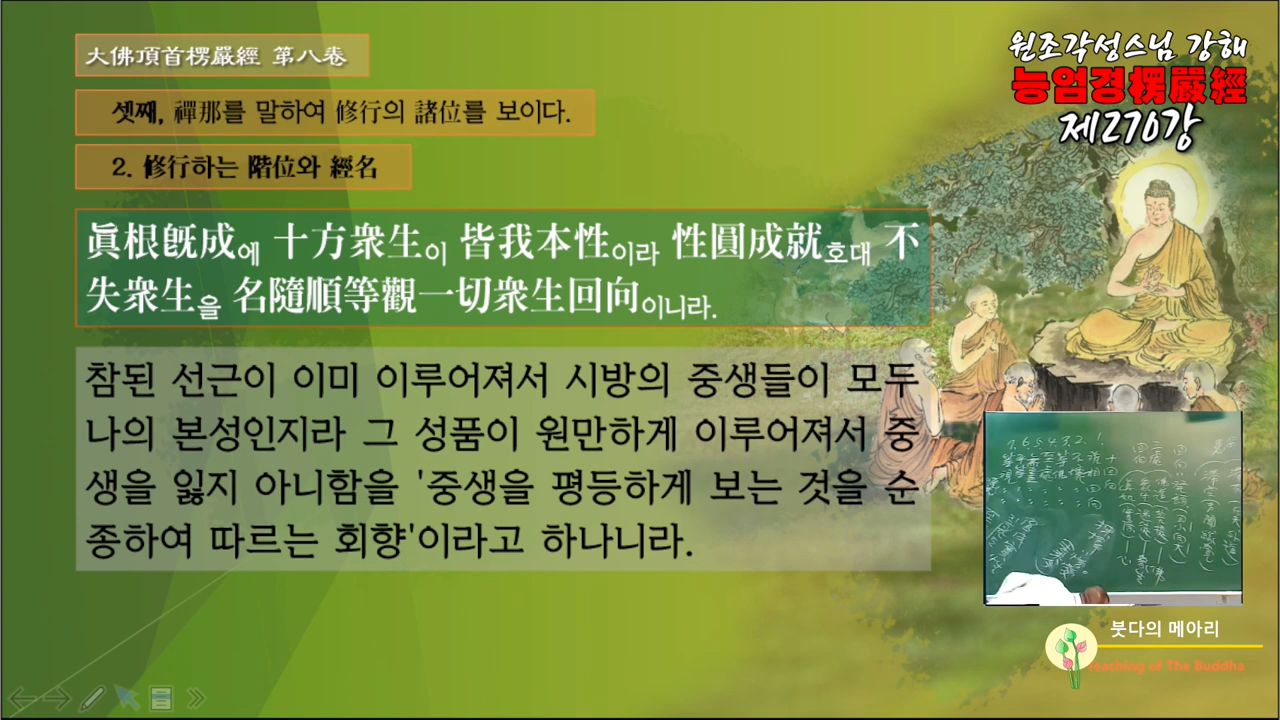 大佛頂首楞嚴經 第八卷
셋째, 禪那를 말하여 修行의 諸位를 보이다.
2. 修行하는 階位와 經名
眞根旣成에 十方衆生이 皆我本性이라 性圓成就호대 不
失衆生을 名隨順等觀一切衆生回向이니라.
참된 선근이 이미 이루어져서 시방의 중생들이 모두
나의 본성인지라 그 성품이 원만하게 이루어져서 중
생을 잃지 아니함을 '중생을 평등하게 보는 것을 순
종하여 따르는 회향'이라고 하나니라.
원조각성스님 강해
능엄경楞嚴經
제270강
붓다의 메아리
Teaching of The Buddha